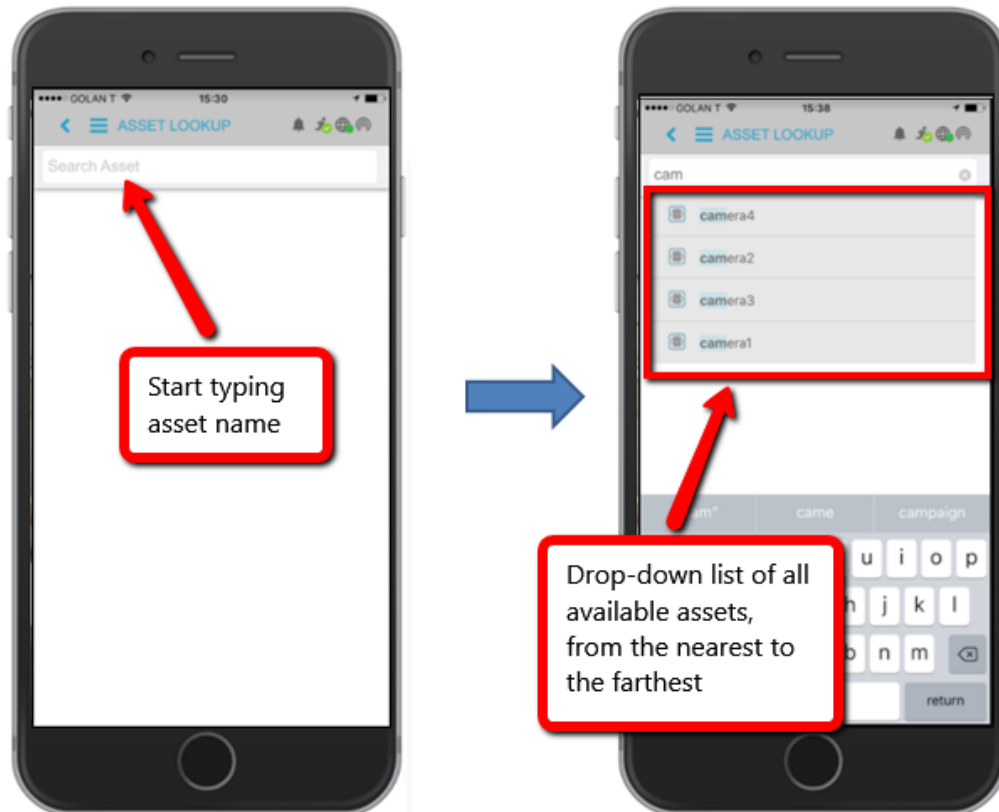 GOLAN T 15:30
ASSET LOOKUP
Search Asset
Start typing
asset name
GOLAN T 15:38
ASSET LOOKUP
cam
camera4
camera2
camera3
camera1
came campaign
u i o p
h j k l
b n m
return
Drop-down list of all
available assets,
from the nearest to
the farthest